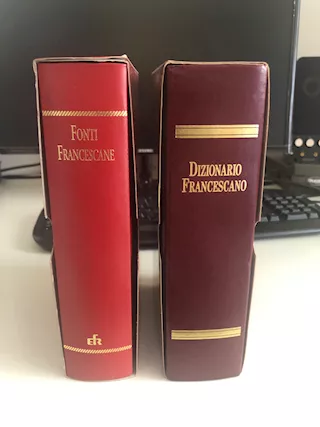 FONTI
FRANCESCANE
EFR
DIZIONARIO
FRANCESCANO